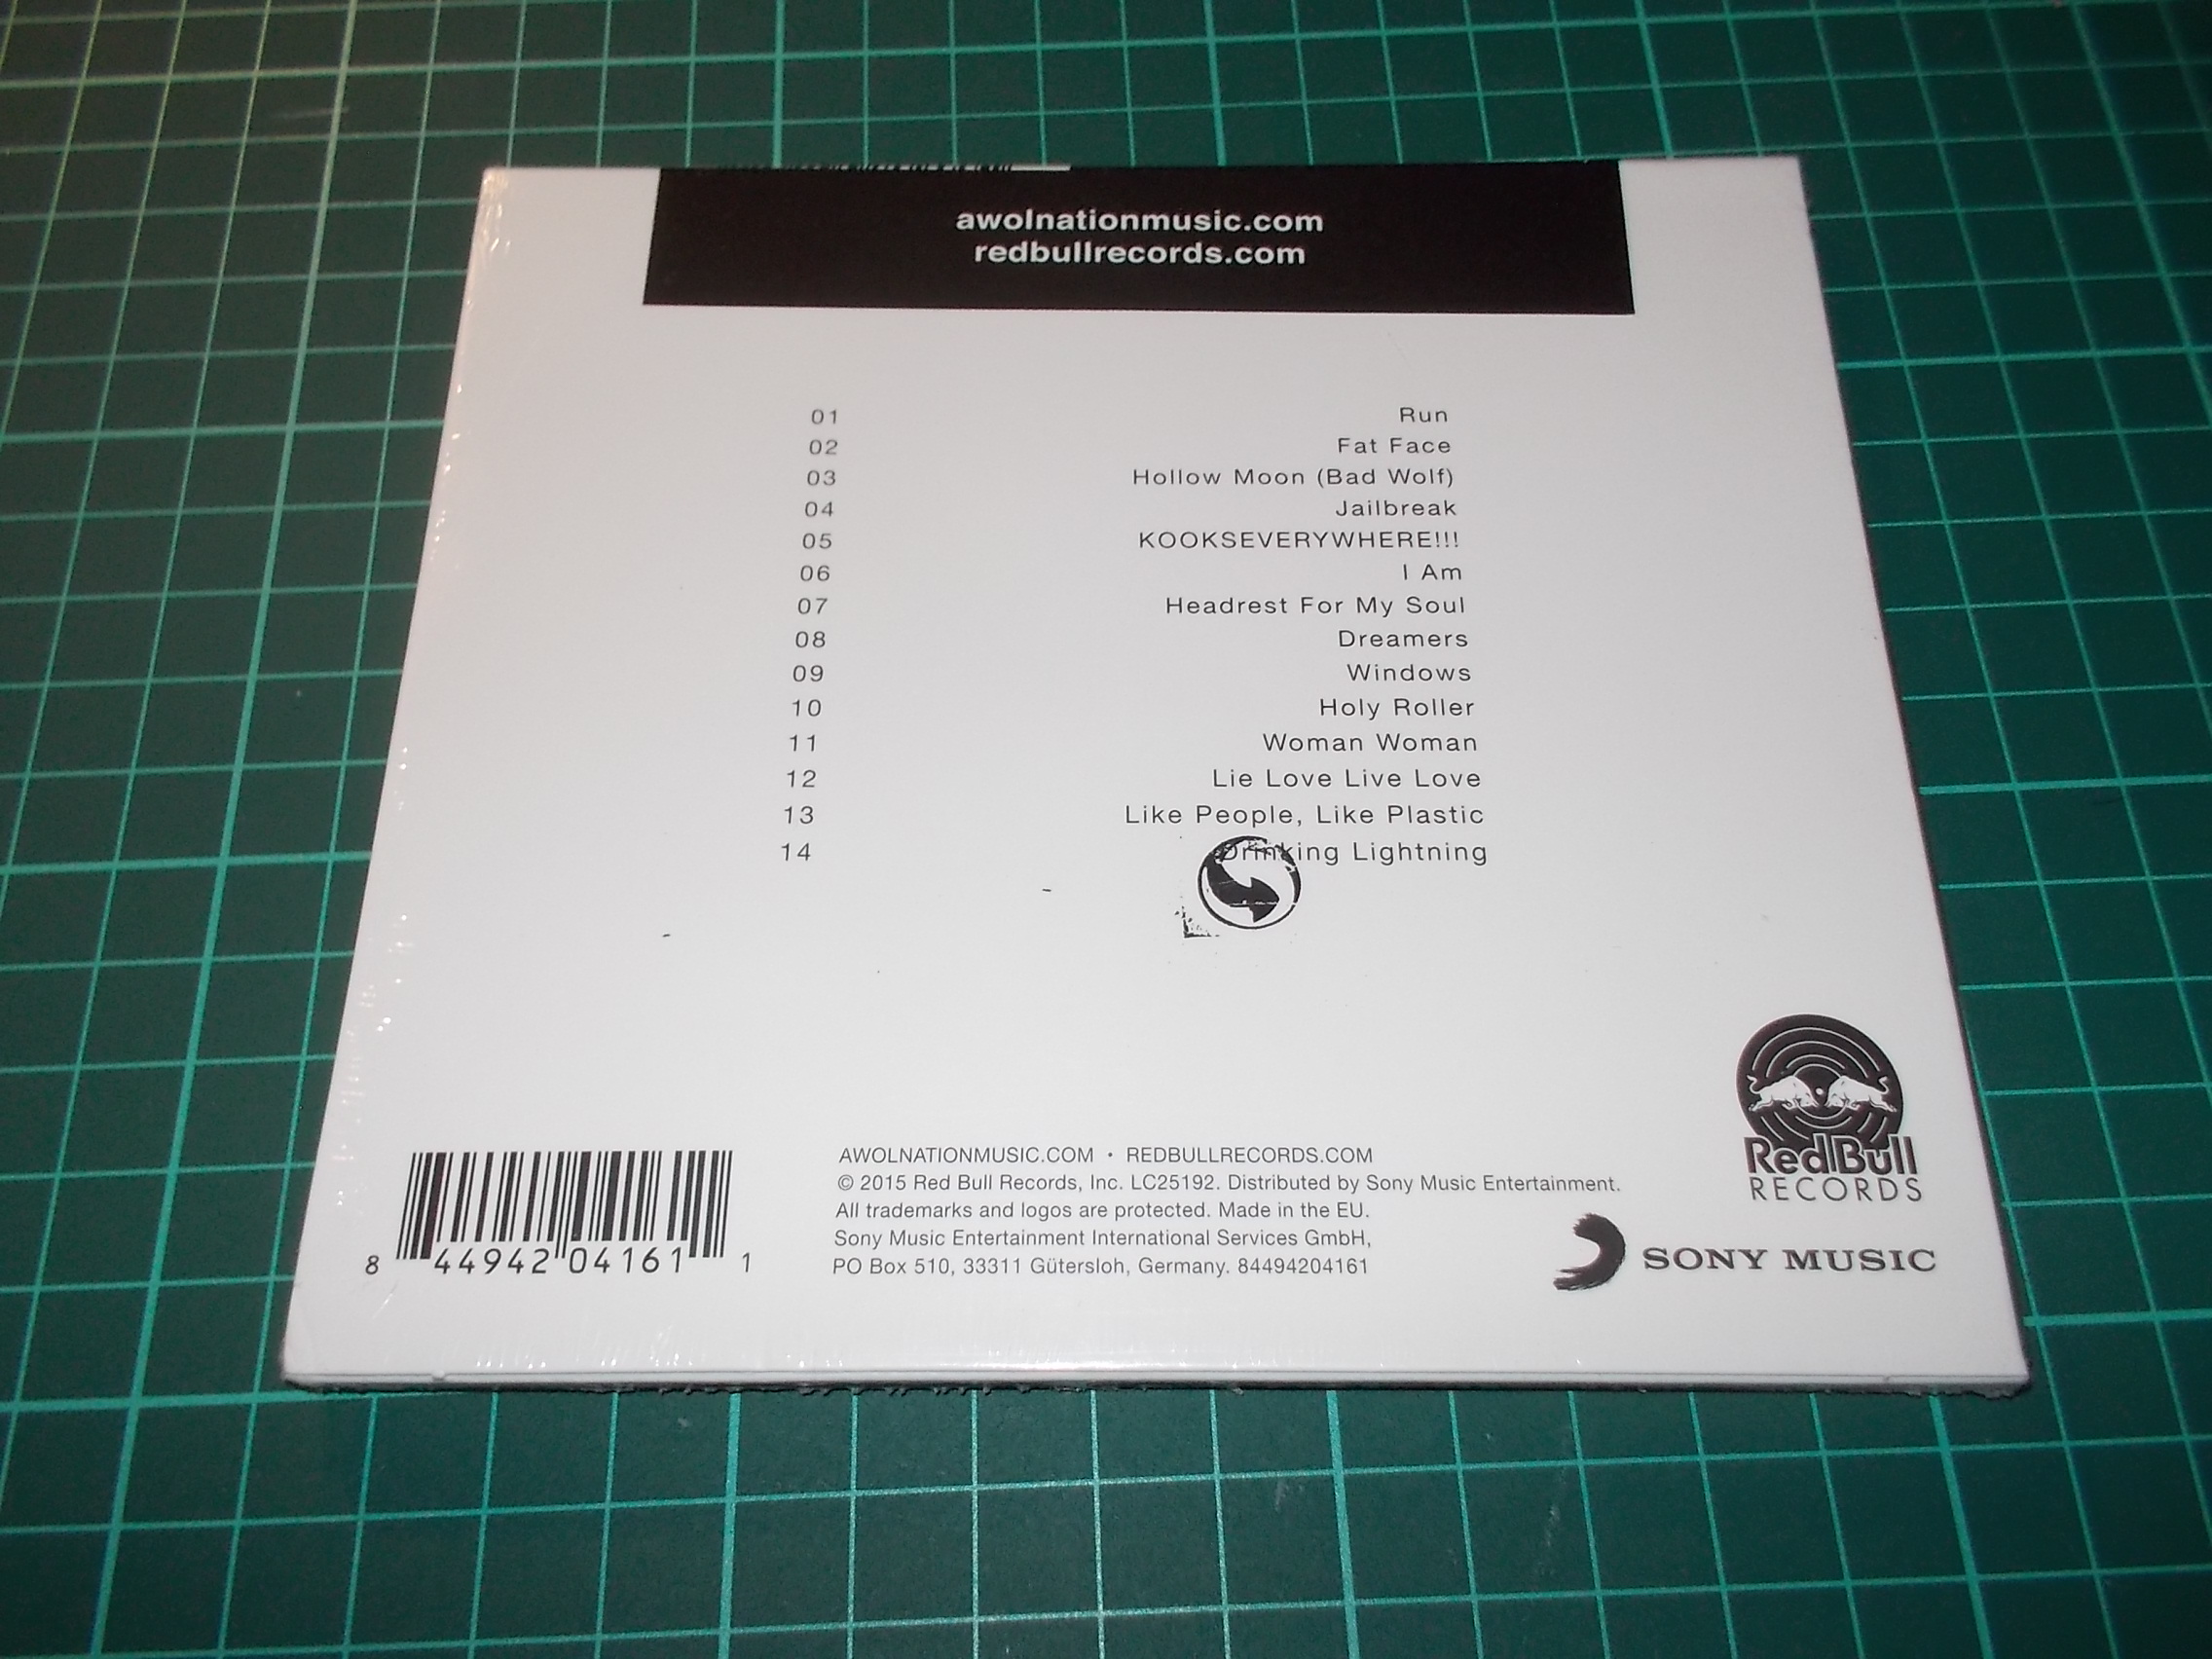 awolnationmusic.com
redbullrecords.com
01 Run
02 Fat Face
03 Hollow Moon (Bad Wolf)
04 Jailbreak
05 KOOKSEVERYWHERE!!!
06 I Am
07 Headrest For My Soul
08 Dreamers
09 Windows
10 Holy Roller
11 Woman Woman
12 Lie Love Live Love
13 Like People, Like Plastic
14 Drinking Lightning
AWOLNATIONMUSIC.COM • REDBULLRECORDS.COM
© 2015 Red Bull Records, Inc. LC25192. Distributed by Sony Music Entertainment.
All trademarks and logos are protected. Made in the EU.
Sony Music Entertainment International Services GmbH,
PO Box 510, 33311 Gütersloh, Germany. 84494204161
8 44942 04161 1
RedBull
RECORDS
SONY MUSIC